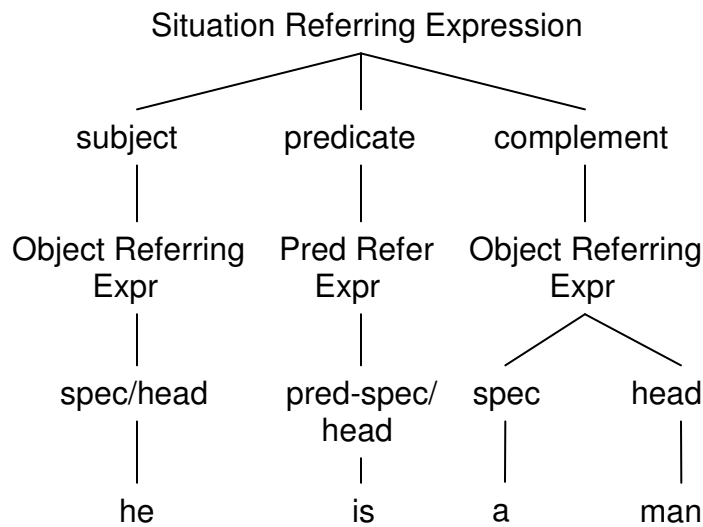 Situation Referring Expression
subject predicate complement
Object Referring Expr Pred Refer Expr Object Referring Expr
spec/head pred-spec/head spec head
he is a man